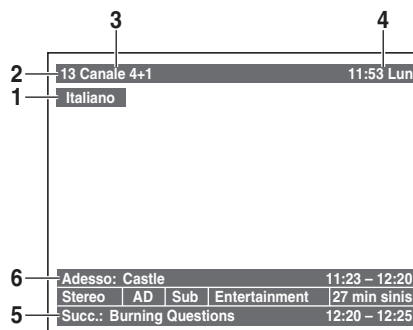 3 4
2 13 Canale 4+1 11:53 Lun
1 Italiano
6 Adesso: Castle 11:23 – 12:20
Stereo AD Sub Entertainment 27 min sinis
5 Succ.: Burning Questions 12:20 – 12:25